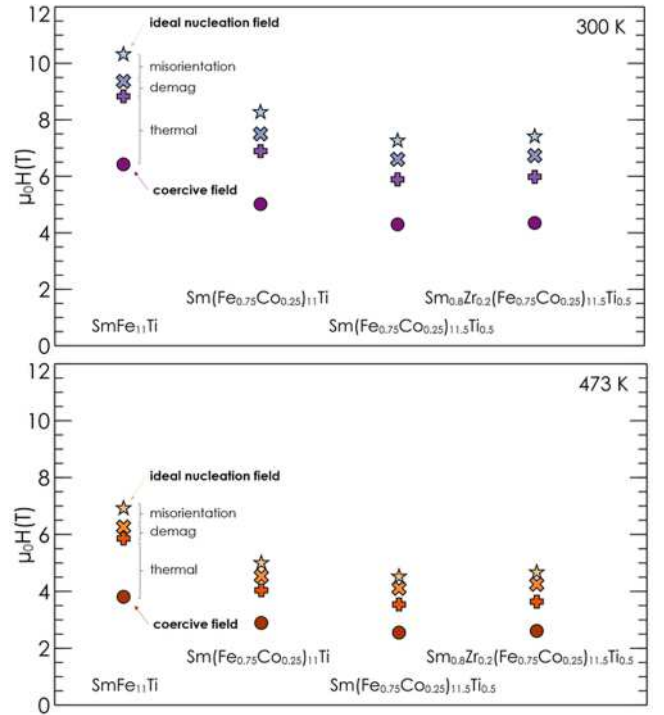 12
10
8
6
4
2
0
μ₀H(T)
300 K
ideal nucleation field
misorientation
demag
thermal
coercive field
Sm(Fe₀.₇₅Co₀.₂₅)₁₁Ti
Sm₀.₈Zr₀.₂(Fe₀.₇₅Co₀.₂₅)₁₁.₅Ti₀.₅
SmFe₁₁Ti
Sm(Fe₀.₇₅Co₀.₂₅)₁₁.₅Ti₀.₅
12
10
8
6
4
2
0
μ₀H(T)
473 K
ideal nucleation field
misorientation
demag
thermal
coercive field
Sm(Fe₀.₇₅Co₀.₂₅)₁₁Ti
Sm₀.₈Zr₀.₂(Fe₀.₇₅Co₀.₂₅)₁₁.₅Ti₀.₅
SmFe₁₁Ti
Sm(Fe₀.₇₅Co₀.₂₅)₁₁.₅Ti₀.₅